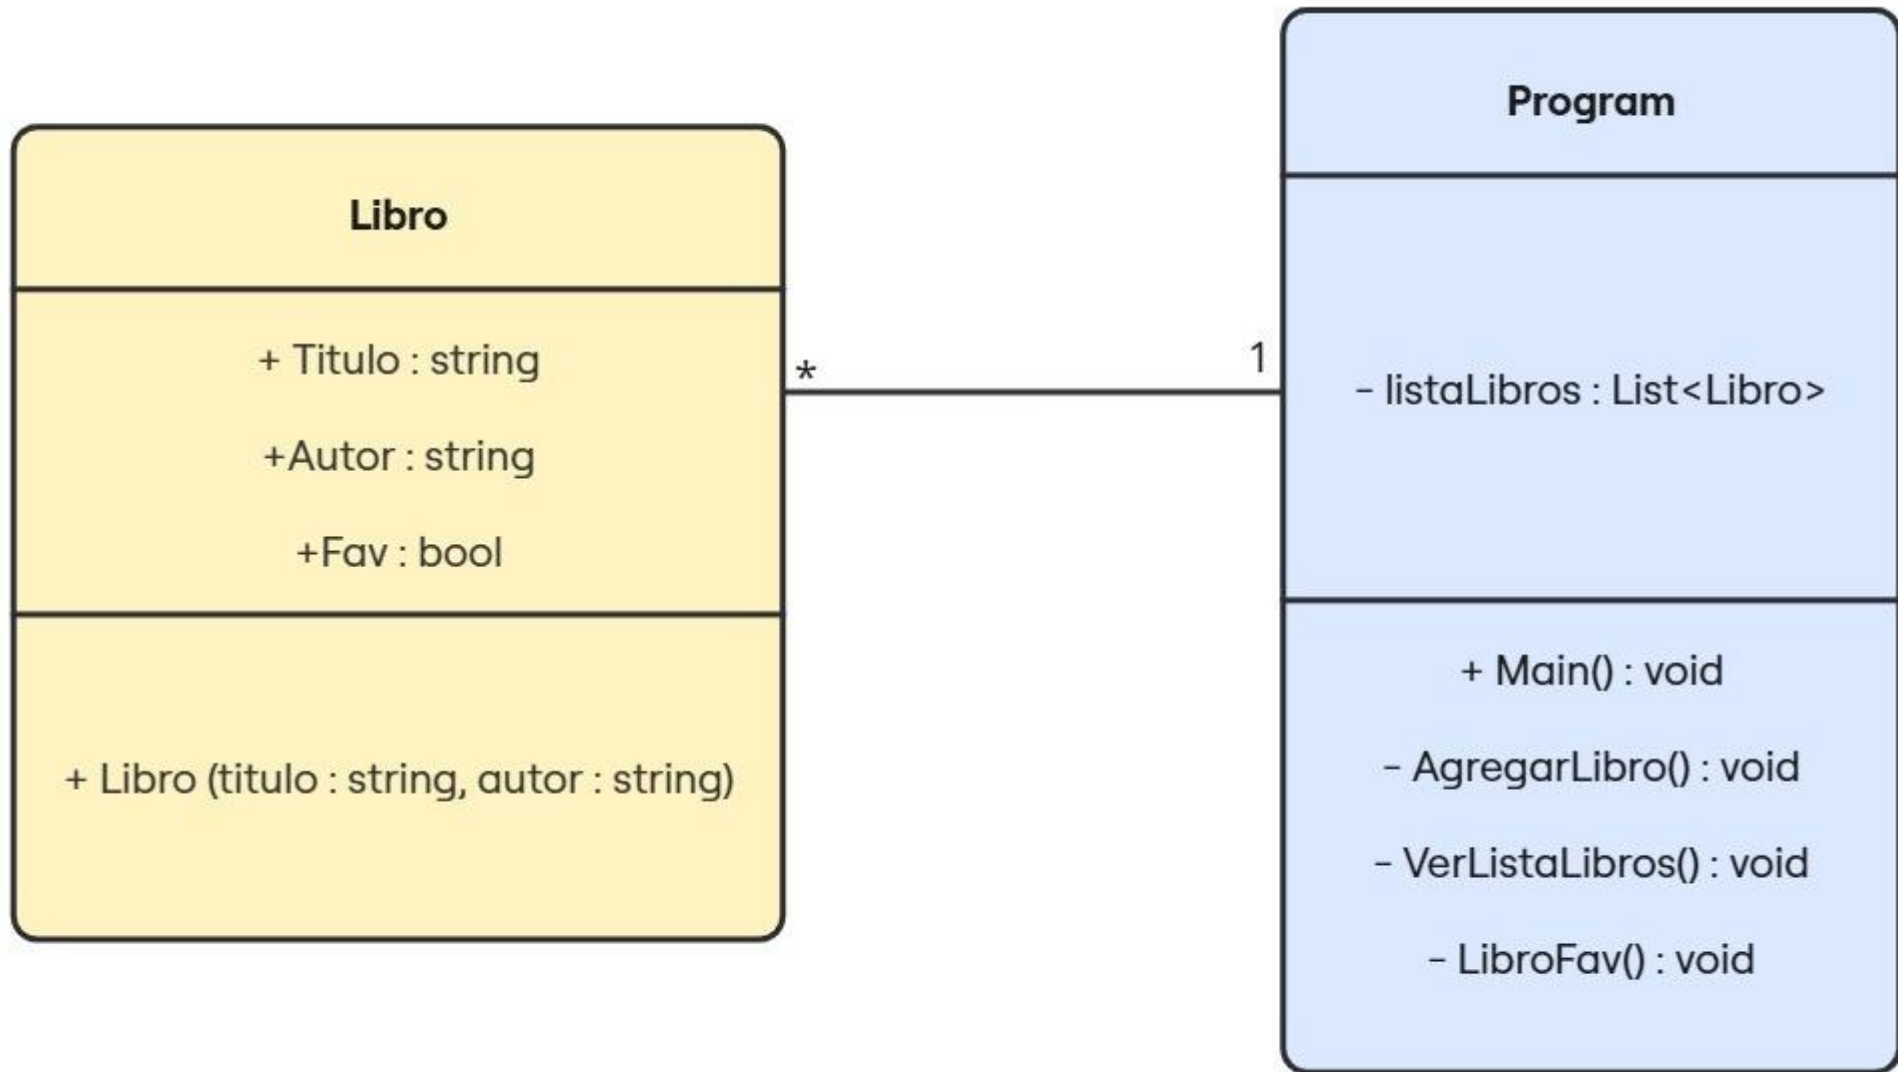 Libro
+ Titulo : string
+Autor : string
+Fav : bool
+ Libro (titulo : string, autor : string)
*
1
Program
- listaLibros : List<Libro>
+ Main() : void
- AgregarLibro() : void
- VerListaLibros() : void
- LibroFav() : void